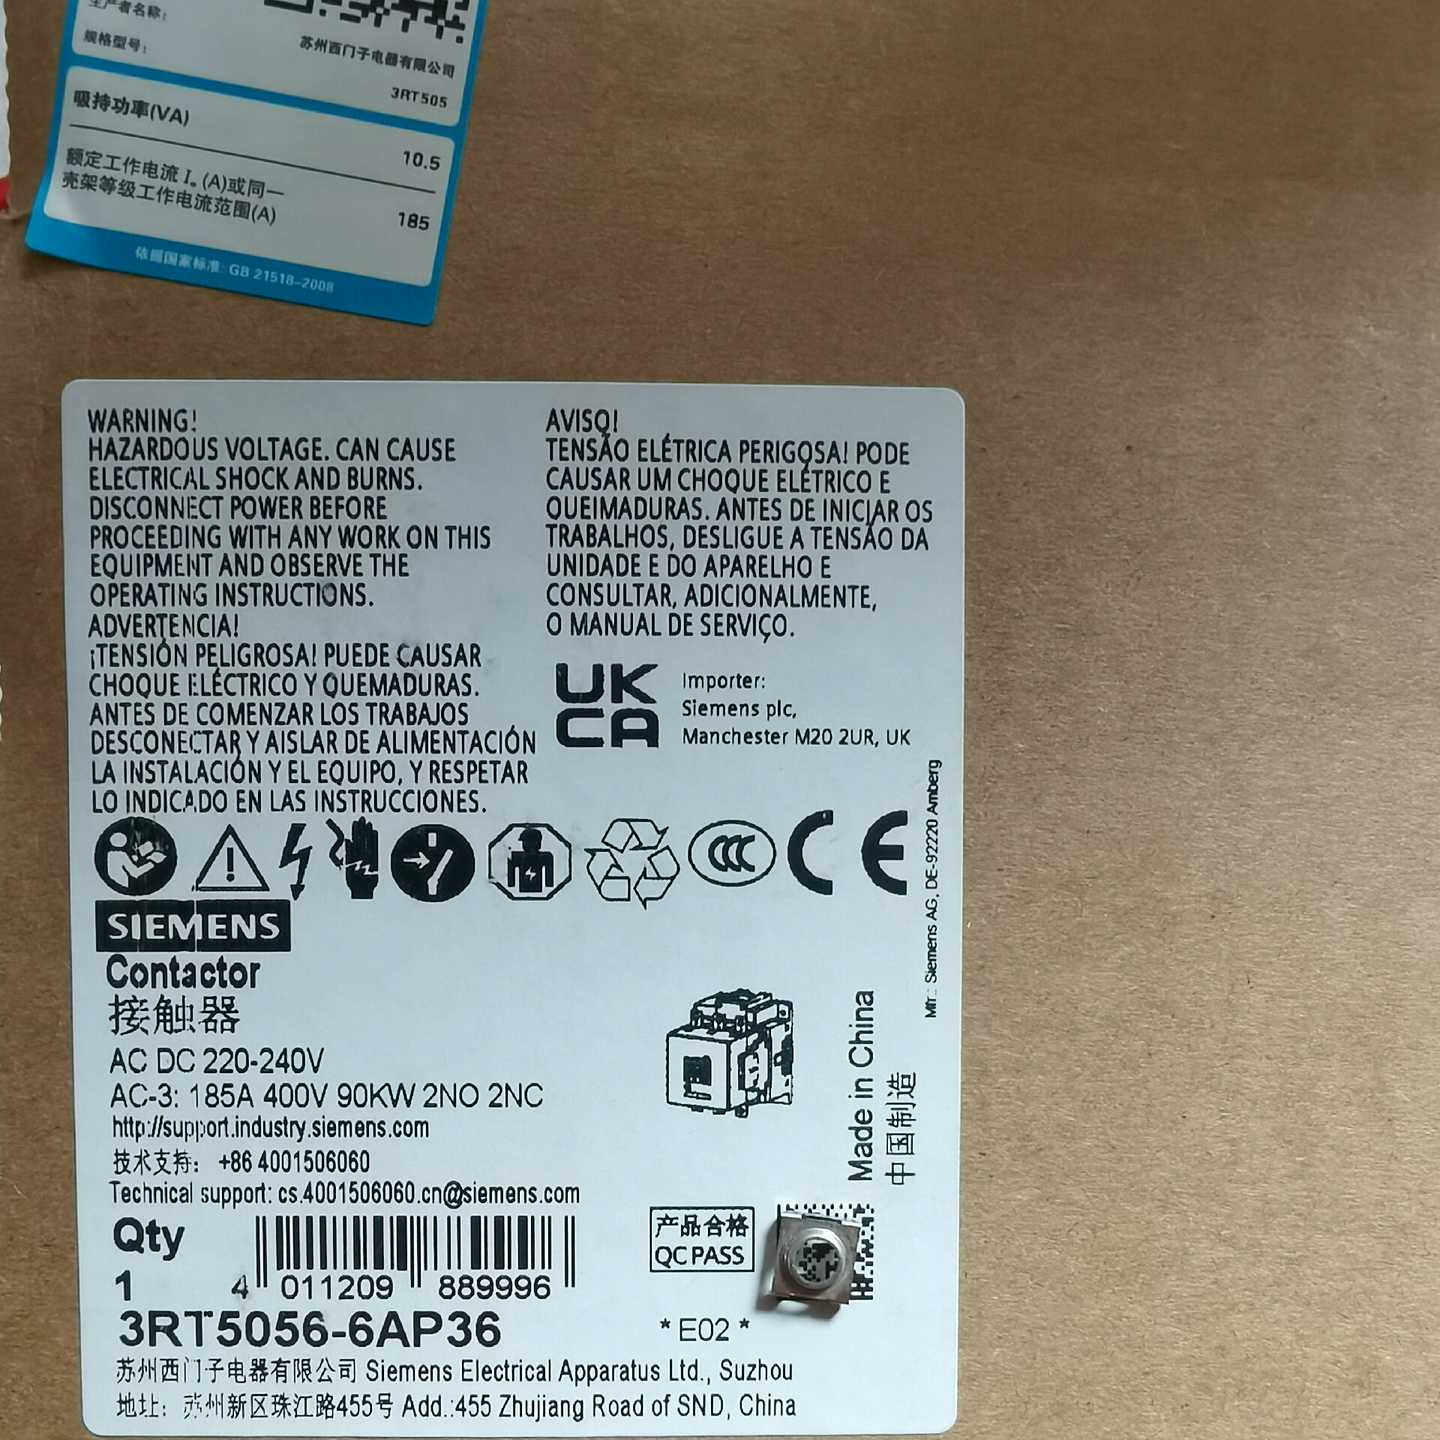 生产者名称:
苏州西门子电器有限公司
规格型号:
3RT505
吸持功率(VA)
10.5
额定工作电流 Iₑ (A)或同一
壳架等级工作电流范围(A)
185
依据国家标准: GB 21518-2008
WARNING!
HAZARDOUS VOLTAGE. CAN CAUSE
ELECTRICAL SHOCK AND BURNS.
DISCONNECT POWER BEFORE
PROCEEDING WITH ANY WORK ON THIS
EQUIPMENT AND OBSERVE THE
OPERATING INSTRUCTIONS.
ADVERTENCIA!
¡TENSIÓN PELIGROSA! PUEDE CAUSAR
CHOQUE ELÉCTRICO Y QUEMADURAS.
ANTES DE COMENZAR LOS TRABAJOS
DESCONECTAR Y AISLAR DE ALIMENTACIÓN
LA INSTALACIÓN Y EL EQUIPO, Y RESPETAR
LO INDICADO EN LAS INSTRUCCIONES.
AVISO!
TENSÃO ELÉTRICA PERIGOSA! PODE
CAUSAR UM CHOQUE ELÉTRICO E
QUEIMADURAS. ANTES DE INICIAR OS
TRABALHOS, DESLIGUE A TENSÃO DA
UNIDADE E DO APARELHO E
CONSULTAR, ADICIONALMENTE,
O MANUAL DE SERVIÇO.
UK
CA
Importer:
Siemens plc,
Manchester M20 2UR, UK
Mfr.: Siemens AG, DE-92220 Amberg
CCC
CE
SIEMENS
Contactor
接触器
AC DC 220-240V
AC-3: 185A 400V 90KW 2NO 2NC
http://support.industry.siemens.com
技术支持: +86 4001506060
Technical support: cs.4001506060.cn@siemens.com
Made in China
中国制造
Qty
1
4 011209 889996
产品合格
QC PASS
3RT5056-6AP36
* E02 *
苏州西门子电器有限公司 Siemens Electrical Apparatus Ltd., Suzhou
地址: 苏州新区珠江路455号 Add.:455 Zhujiang Road of SND, China